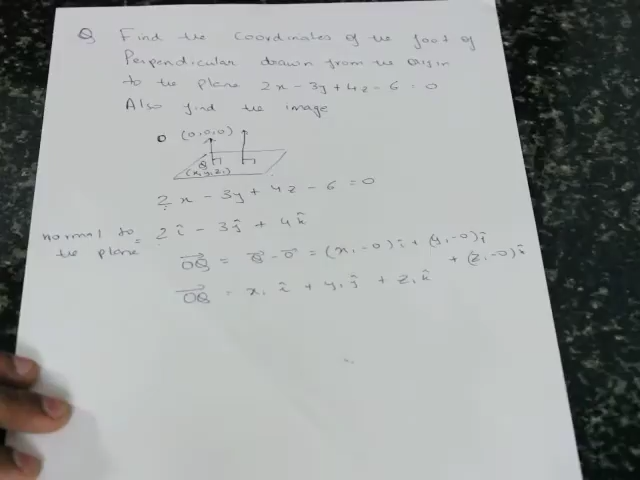 Q Find the coordinates of the foot of
Perpendicular drawn from the origin
to the plane 2x - 3y + 4z - 6 = 0
Also find the image
O (0,0,0)
Q
(x₁,y₁,z₁)
2x - 3y + 4z - 6 = 0
normal to the plane = 2î - 3ĵ + 4k̂
OQ⃗ = Q⃗ - O⃗ = (x₁ - 0)î + (y₁ - 0)ĵ
+ (z₁ - 0)k̂
OQ⃗ = x₁ î + y₁ ĵ + z₁ k̂